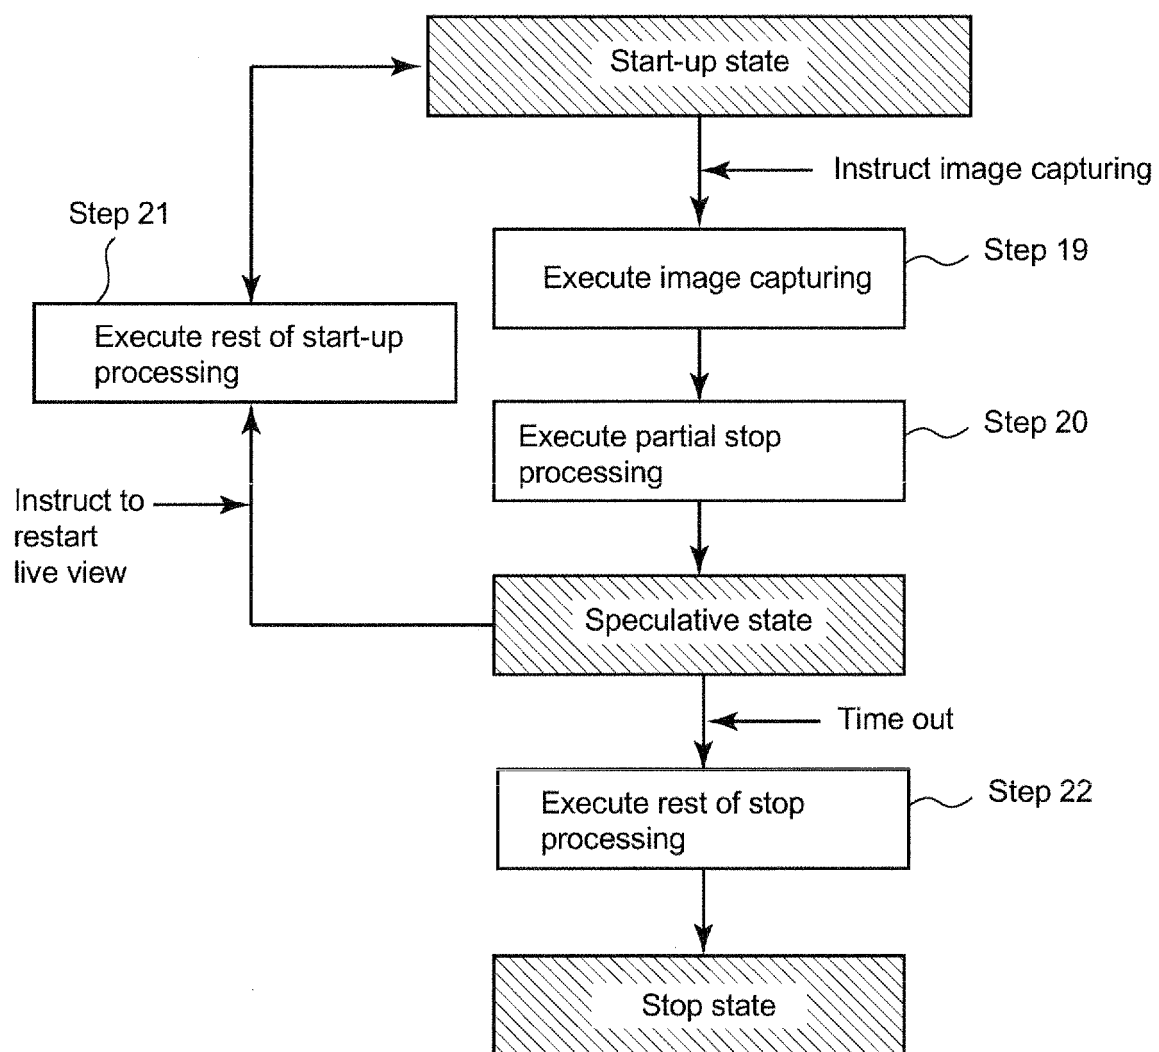 Start-up state
Instruct image capturing
Step 21
Step 19
Execute image capturing
Execute rest of start-up
processing
Step 20
Execute partial stop
processing
Instruct to
restart
live view
Speculative state
Time out
Step 22
Execute rest of stop
processing
Stop state